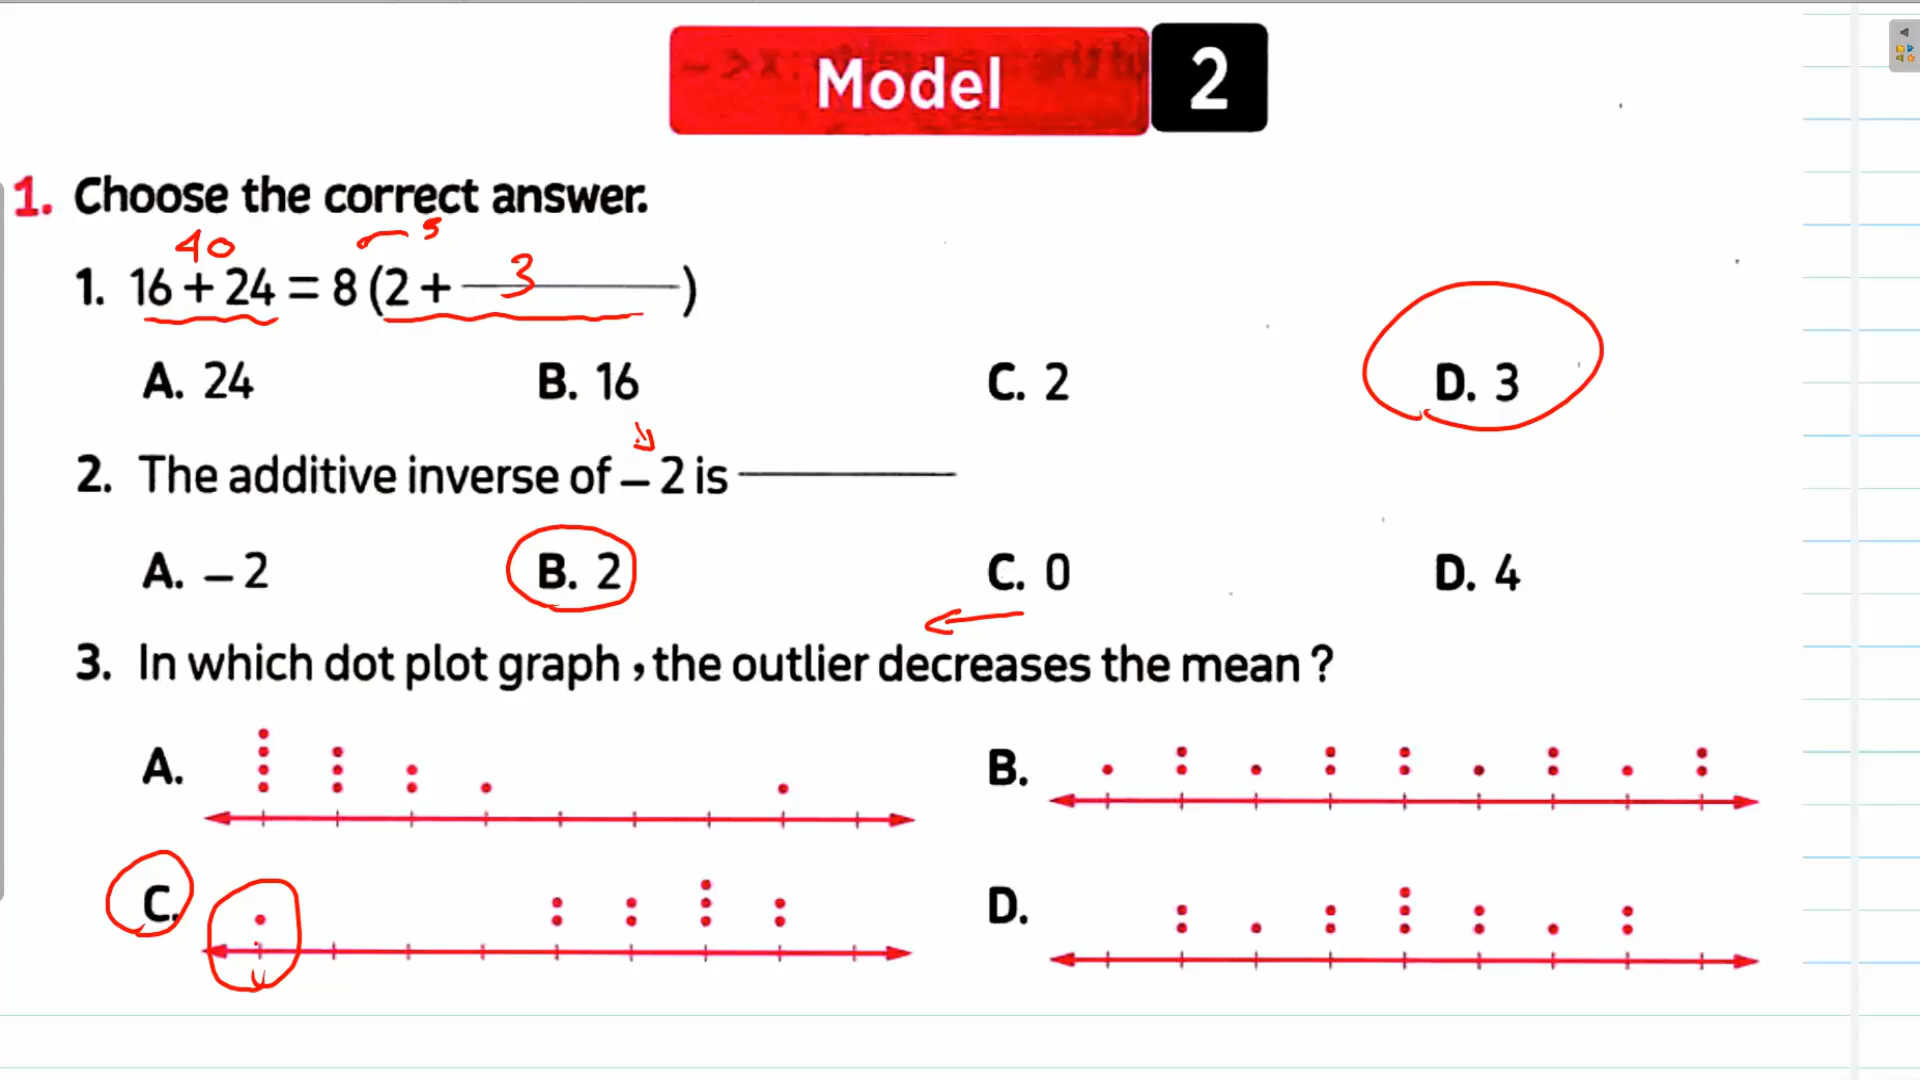 Model 2
1. Choose the correct answer.
40 5
1. 16 + 24 = 8 (2 + 3)
A. 24 B. 16 C. 2 D. 3
2. The additive inverse of – 2 is
A. – 2 B. 2 C. 0 D. 4
3. In which dot plot graph , the outlier decreases the mean ?
A. B.
C. D.